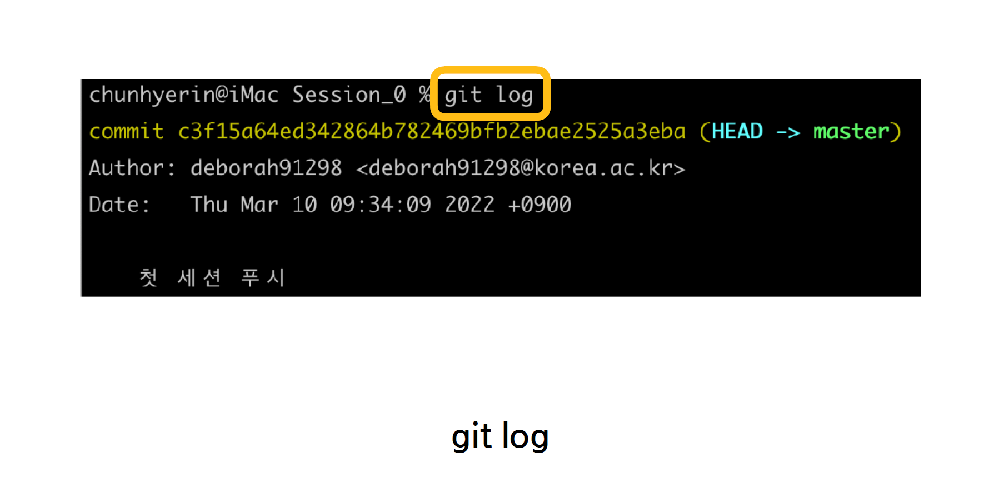 chunhyerin@iMac Session_0 % git log
commit c3f15a64ed342864b782469bfb2ebae2525a3eba (HEAD -> master)
Author: deborah91298 <deborah91298@korea.ac.kr>
Date:   Thu Mar 10 09:34:09 2022 +0900
첫 세션 푸시
git log